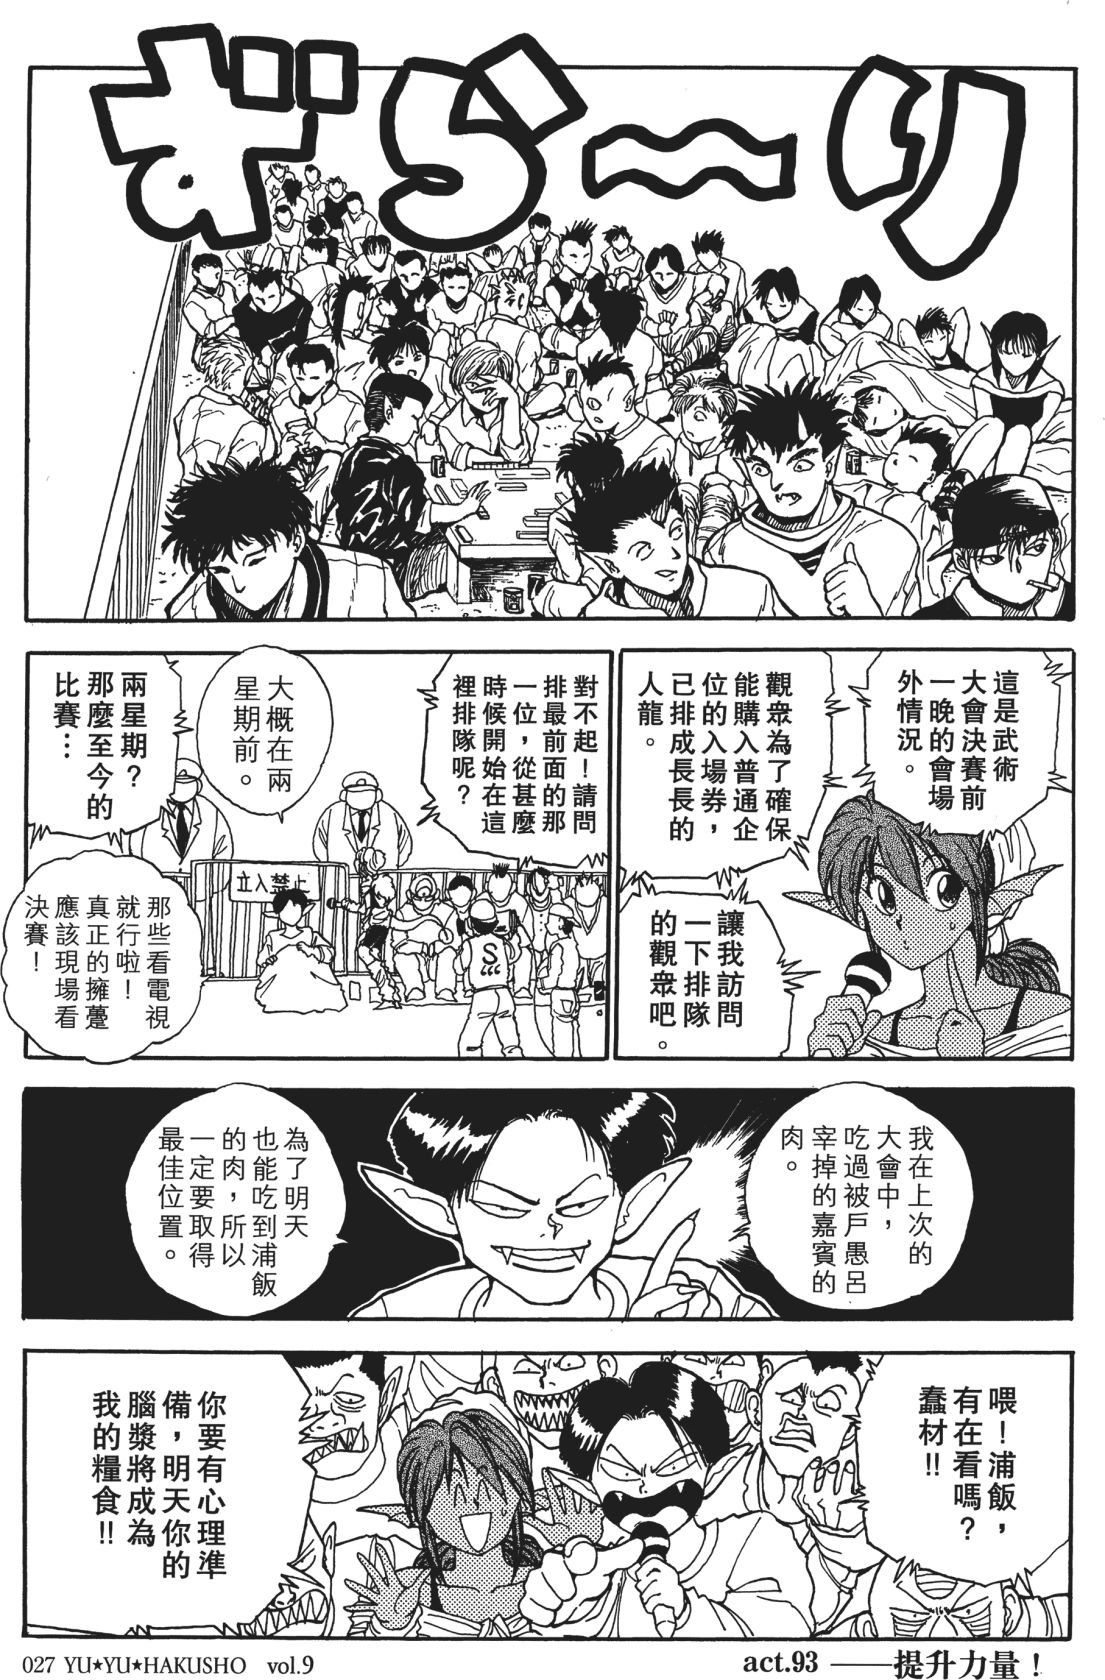 ずら〜り
這是武術
大會決賽前
一晚的會場
外情況。
觀眾為了確保
能購入普通企
位的入場券，
已排成長長的
人龍。
讓我訪問
一下排隊
的觀眾吧。
對不起！請問
排最前面的那
一位，從甚麼
時候開始在這
裡排隊呢？
大概在兩
星期前。
兩星期？
那麼至今的
比賽…
那些看電視
就行啦！
真正的擁躉
應該現場看
決賽！
立入禁止
S
我在上次的
大會中，
吃過被戶愚呂
宰掉的嘉賓的
肉。
為了明天
也能吃到浦飯
的肉，所以
一定要取得
最佳位置。
喂！浦飯，
有在看嗎？
蠢材!!
你要有心理準
備，明天你的
腦漿將成為
我的糧食!!
027 YU★YU★HAKUSHO vol.9
act.93 ——提升力量！